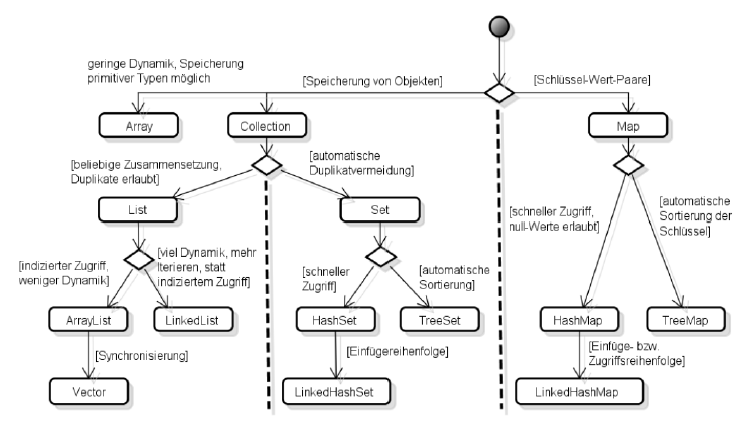 geringe Dynamik, Speicherung
primitiver Typen möglich
[Speicherung von Objekten]
[Schlüssel-Wert-Paare]
Array
Collection
Map
[beliebige Zusammensetzung,
Duplikate erlaubt]
[automatische
Duplikatvermeidung]
List
Set
[schneller Zugriff,
null-Werte erlaubt]
[automatische
Sortierung der
Schlüssel]
[indizierter Zugriff,
weniger Dynamik]
[viel Dynamik, mehr
Iterieren, statt
indiziertem Zugriff]
[schneller
Zugriff]
[automatische
Sortierung]
ArrayList
LinkedList
HashSet
TreeSet
HashMap
TreeMap
[Synchronisierung]
[Einfügereihenfolge]
[Einfüge- bzw.
Zugriffsreihenfolge]
Vector
LinkedHashSet
LinkedHashMap